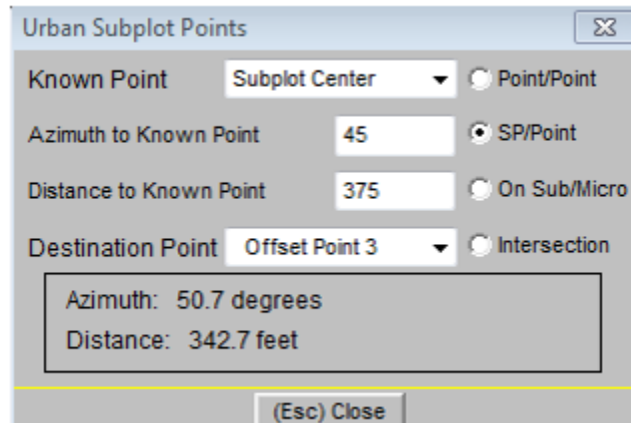 Urban Subplot Points
Known Point Subplot Center Point/Point
Azimuth to Known Point 45 SP/Point
Distance to Known Point 375 On Sub/Micro
Destination Point Offset Point 3 Intersection
Azimuth: 50.7 degrees
Distance: 342.7 feet
(Esc) Close